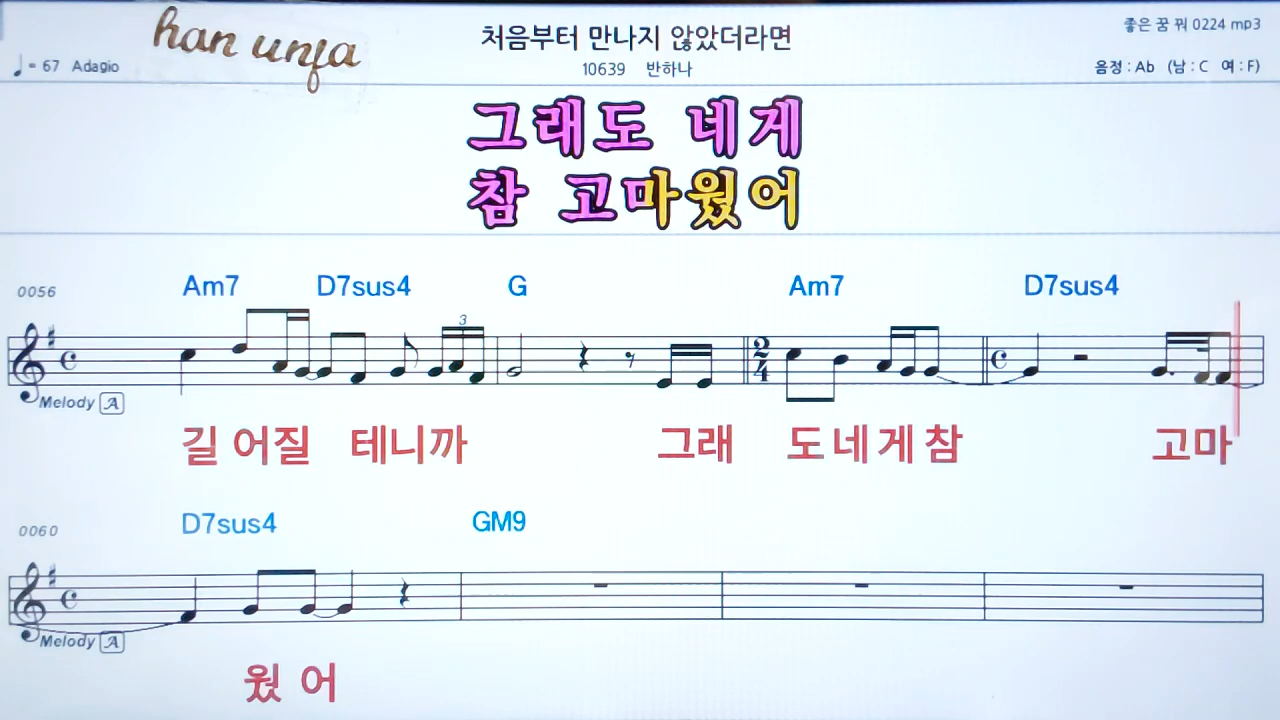 han unfa
처음부터 만나지 않았더라면
좋은 꿈 꿔 0224 mp3
♩= 67 Adagio
10639 반하나
음정 : Ab (남 : C 여 : F)
그래도 네게
참 고마웠어
0056
Am7 D7sus4 G Am7 D7sus4
3
2
4
Melody A
길 어질 테니까 그래 도네게참 고마
0060
D7sus4 GM9
Melody A
웠 어